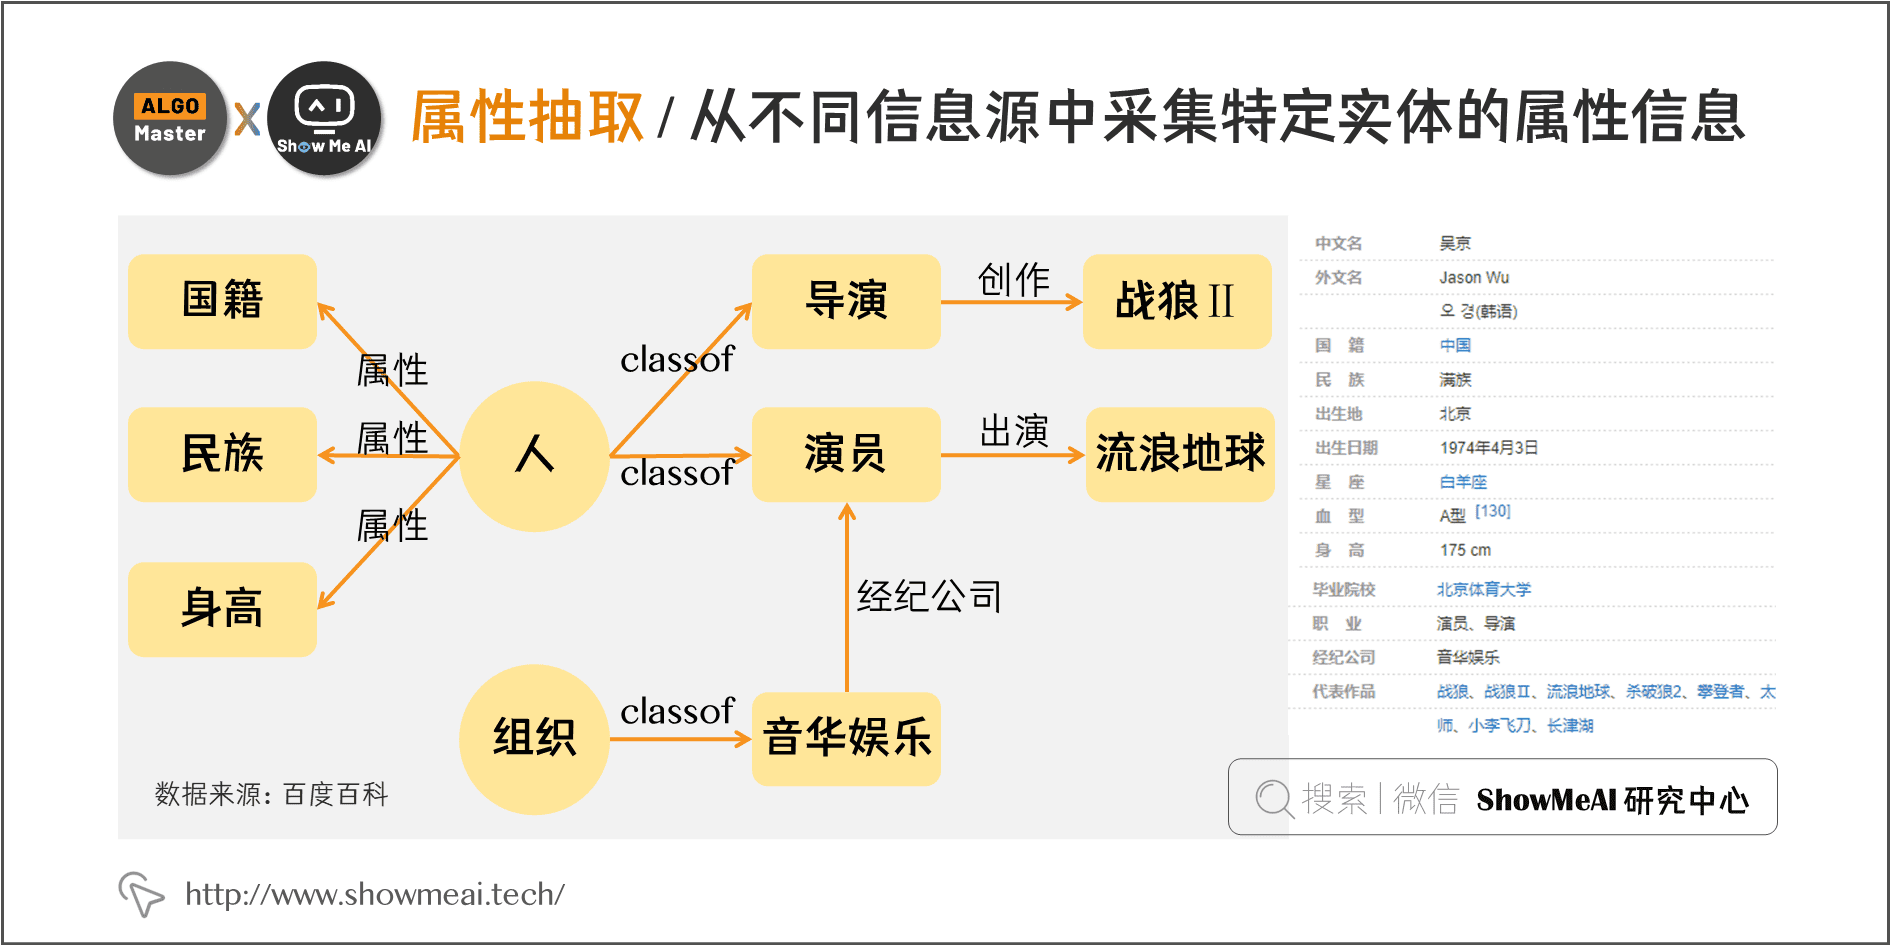 ALGO
Master
X
Show Me AI
属性抽取 / 从不同信息源中采集特定实体的属性信息
国籍
民族
身高
属性
属性
属性
人
classof
classof
导演
创作
战狼 II
演员
出演
流浪地球
经纪公司
组织
classof
音华娱乐
数据来源：百度百科
中文名 吴京
外文名 Jason Wu
오 경(韩语)
国 籍 中国
民 族 满族
出生地 北京
出生日期 1974年4月3日
星 座 白羊座
血 型 A型 [130]
身 高 175 cm
毕业院校 北京体育大学
职 业 演员、导演
经纪公司 音华娱乐
代表作品 战狼、战狼II、流浪地球、杀破狼2、攀登者、太
师、小李飞刀、长津湖
搜索 | 微信 ShowMeAI 研究中心
http://www.showmeai.tech/